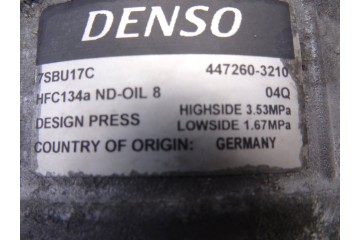 DENSO
7SBU17C 447260-3210
HFC134a ND-OIL 8 04Q
DESIGN PRESS HIGHSIDE 3.53MPa
LOWSIDE 1.67MPa
COUNTRY OF ORIGIN: GERMANY